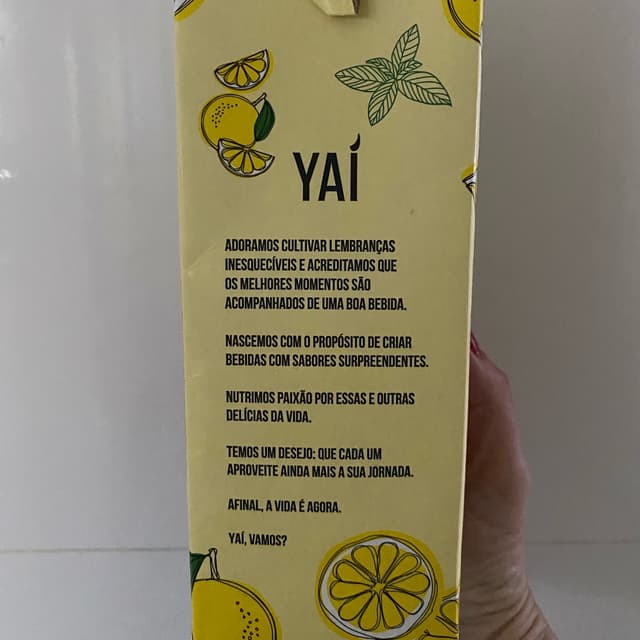 YAÍ
ADORAMOS CULTIVAR LEMBRANÇAS
INESQUECÍVEIS E ACREDITAMOS QUE
OS MELHORES MOMENTOS SÃO
ACOMPANHADOS DE UMA BOA BEBIDA.
NASCEMOS COM O PROPÓSITO DE CRIAR
BEBIDAS COM SABORES SURPREENDENTES.
NUTRIMOS PAIXÃO POR ESSAS E OUTRAS
DELÍCIAS DA VIDA.
TEMOS UM DESEJO: QUE CADA UM
APROVEITE AINDA MAIS A SUA JORNADA.
AFINAL, A VIDA É AGORA.
YAÍ, VAMOS?